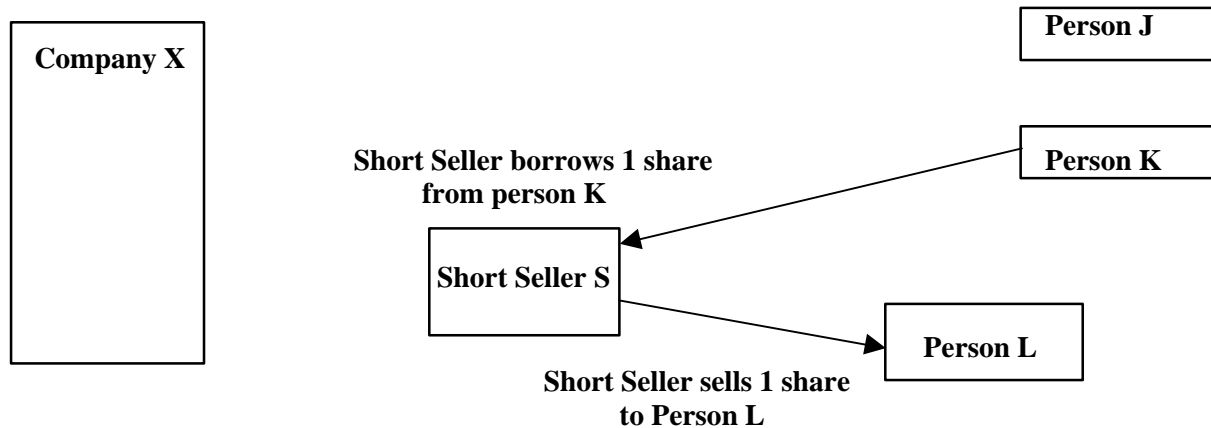 Company X
Person J
Short Seller borrows 1 share
from person K
Person K
Short Seller S
Person L
Short Seller sells 1 share
to Person L